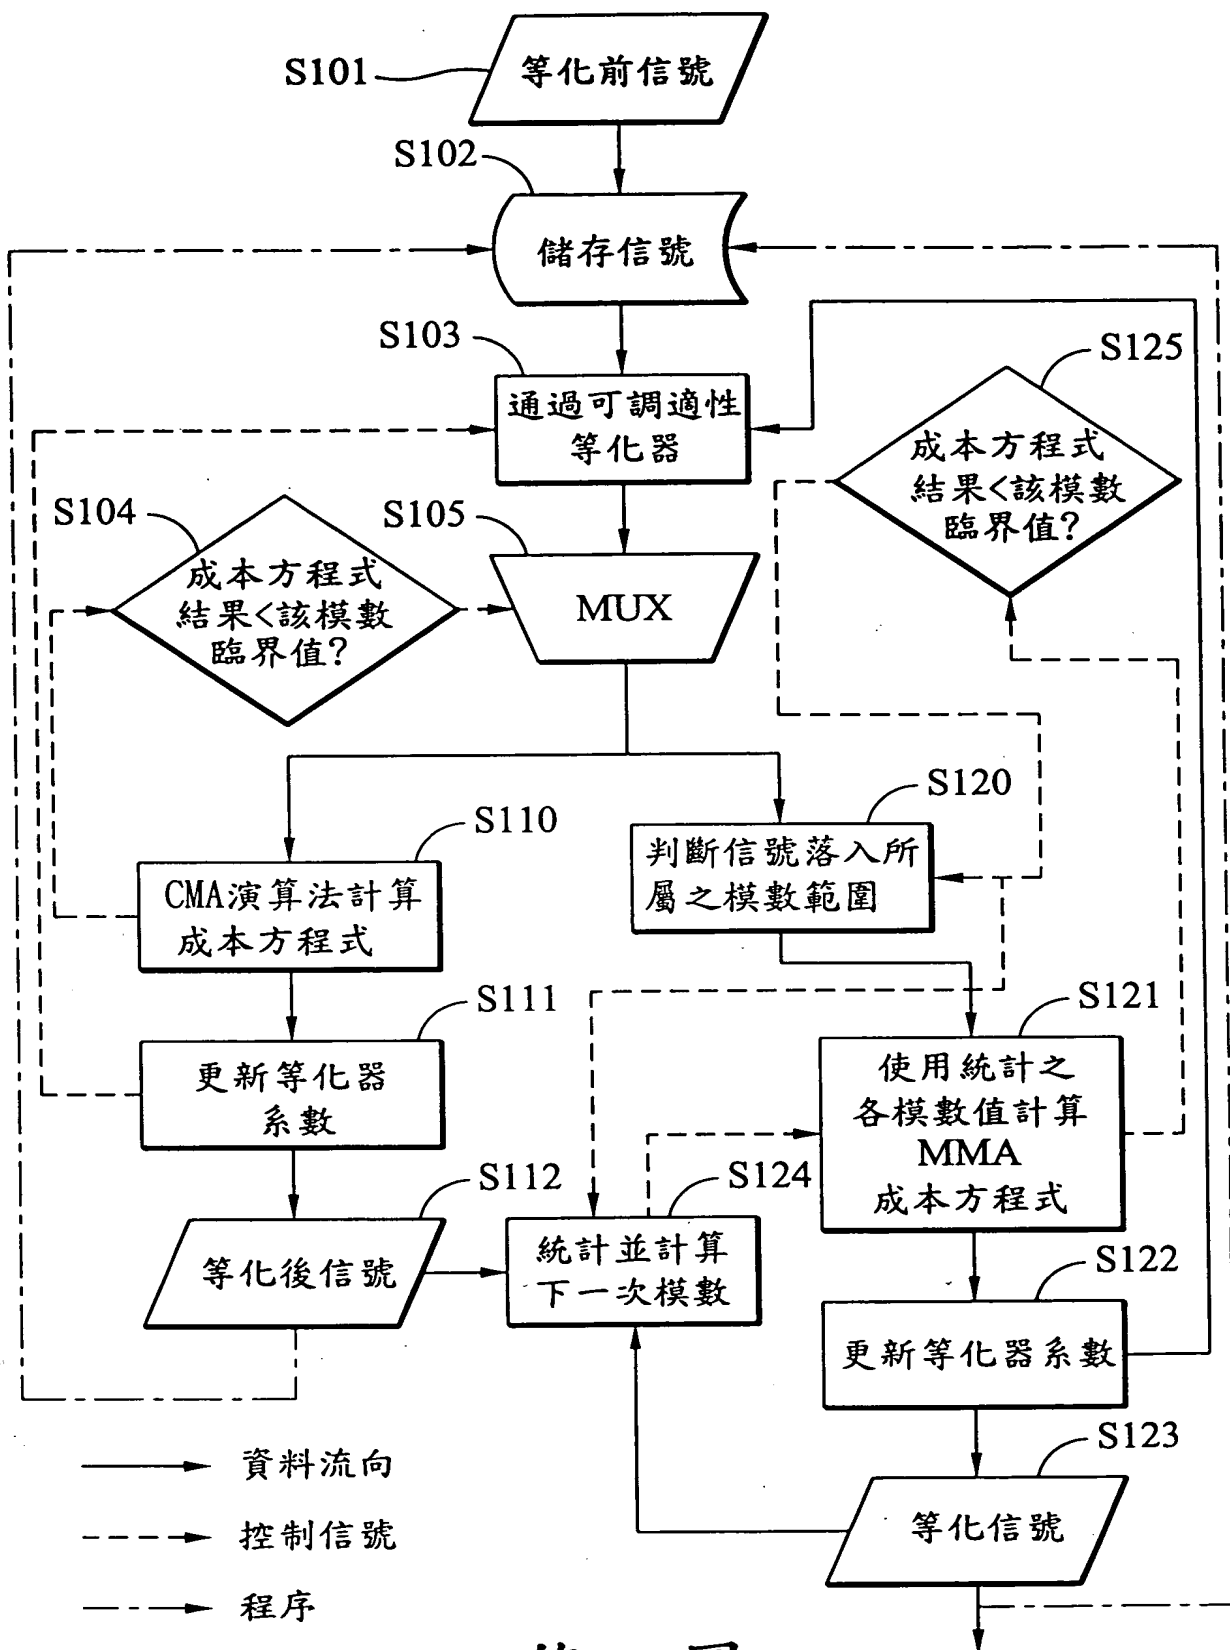 S101
等化前信號
S102
儲存信號
S103
通過可調適性
等化器
S125
成本方程式
結果<該模數
臨界值?
S104
成本方程式
結果<該模數
臨界值?
S105
MUX
S120
判斷信號落入所
屬之模數範圍
S110
CMA演算法計算
成本方程式
S111
更新等化器
系數
S121
使用統計之
各模數值計算
MMA
成本方程式
S112
等化後信號
S124
統計並計算
下一次模數
S122
更新等化器系數
S123
等化信號
資料流向
控制信號
程序